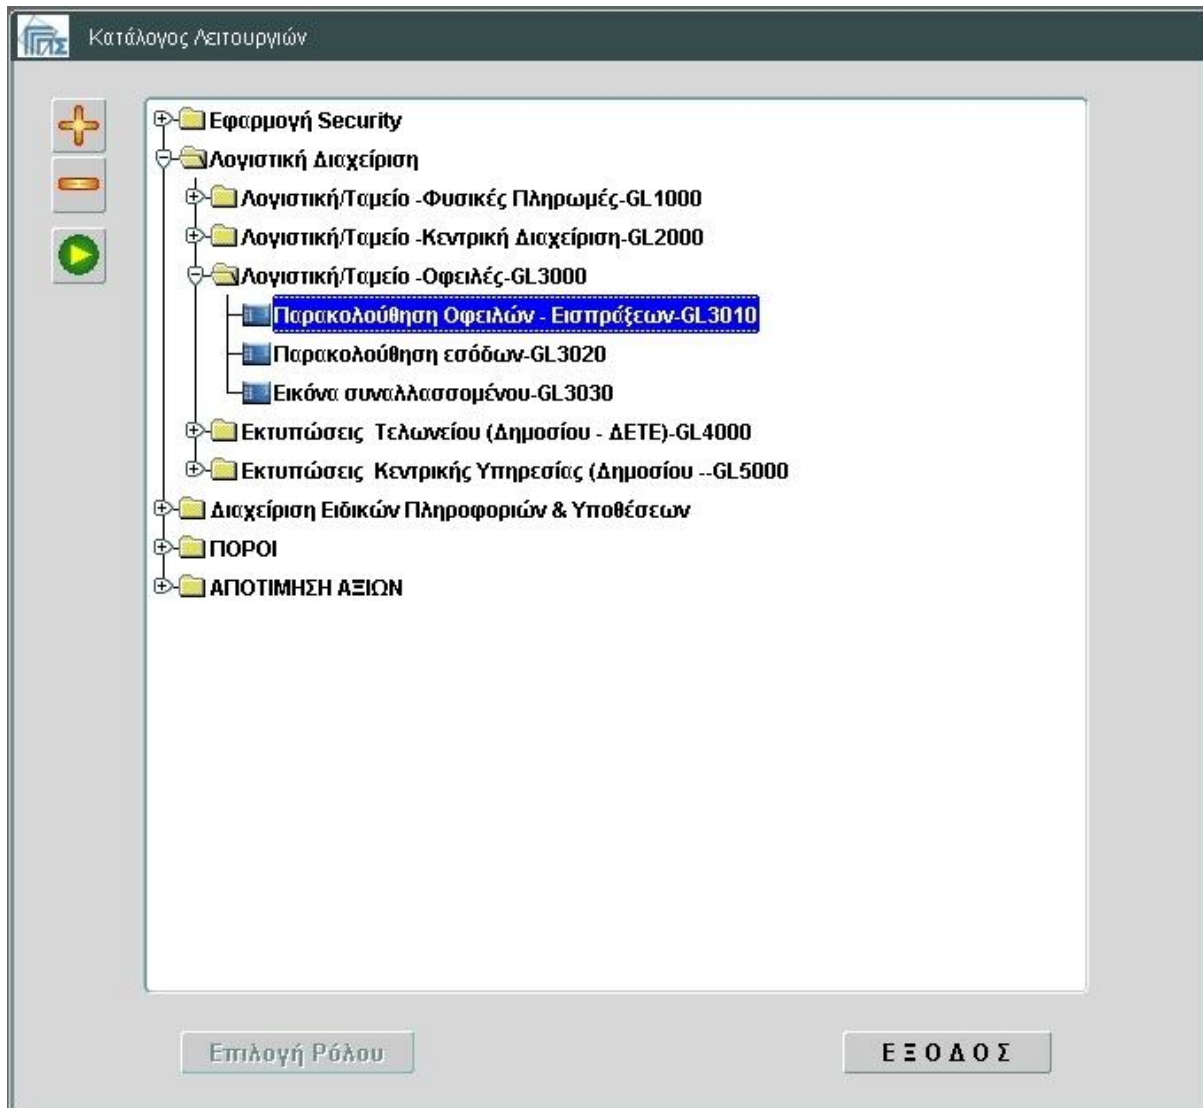 ΓΓΠΣ
Κατάλογος Λειτουργιών
Εφαρμογή Security
Λογιστική Διαχείριση
Λογιστική/Ταμείο -Φυσικές Πληρωμές-GL1000
Λογιστική/Ταμείο -Κεντρική Διαχείριση-GL2000
Λογιστική/Ταμείο -Οφειλές-GL3000
Παρακολούθηση Οφειλών - Εισπράξεων-GL3010
Παρακολούθηση εσόδων-GL3020
Εικόνα συναλλασσομένου-GL3030
Εκτυπώσεις  Τελωνείου (Δημοσίου - ΔΕΤΕ)-GL4000
Εκτυπώσεις  Κεντρικής Υπηρεσίας (Δημοσίου --GL5000
Διαχείριση Ειδικών Πληροφοριών & Υποθέσεων
ΠΟΡΟΙ
ΑΠΟΤΙΜΗΣΗ ΑΞΙΩΝ
Επιλογή Ρόλου
Ε Ξ Ο Δ Ο Σ